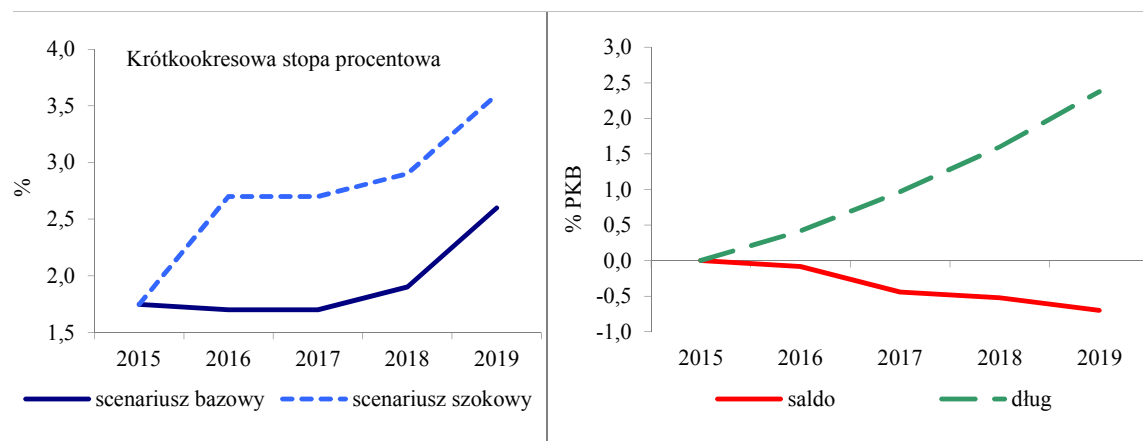 Krótkookresowa stopa procentowa
%
4,0
3,5
3,0
2,5
2,0
1,5
2015 2016 2017 2018 2019
scenariusz bazowy scenariusz szokowy
% PKB
3,0
2,5
2,0
1,5
1,0
0,5
0,0
-0,5
-1,0
2015 2016 2017 2018 2019
saldo dług